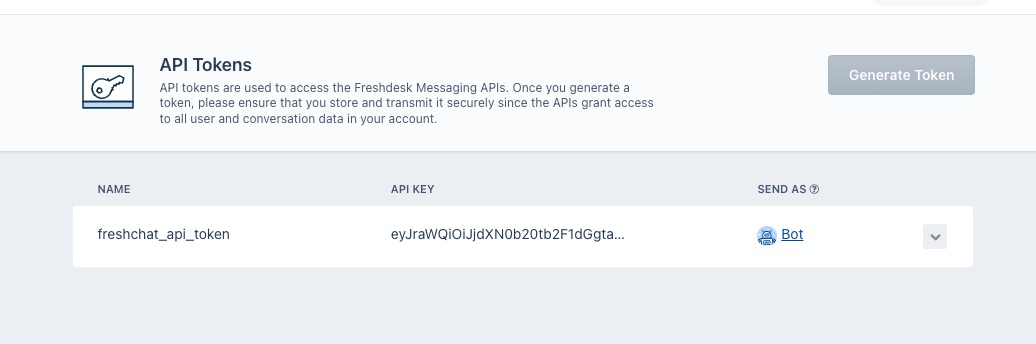 API Tokens
API tokens are used to access the Freshdesk Messaging APIs. Once you generate a
token, please ensure that you store and transmit it securely since the APIs grant access
to all user and conversation data in your account.
Generate Token
NAME API KEY SEND AS ?
freshchat_api_token eyJraWQiOiJjdXN0b20tb2F1dGgta... Bot